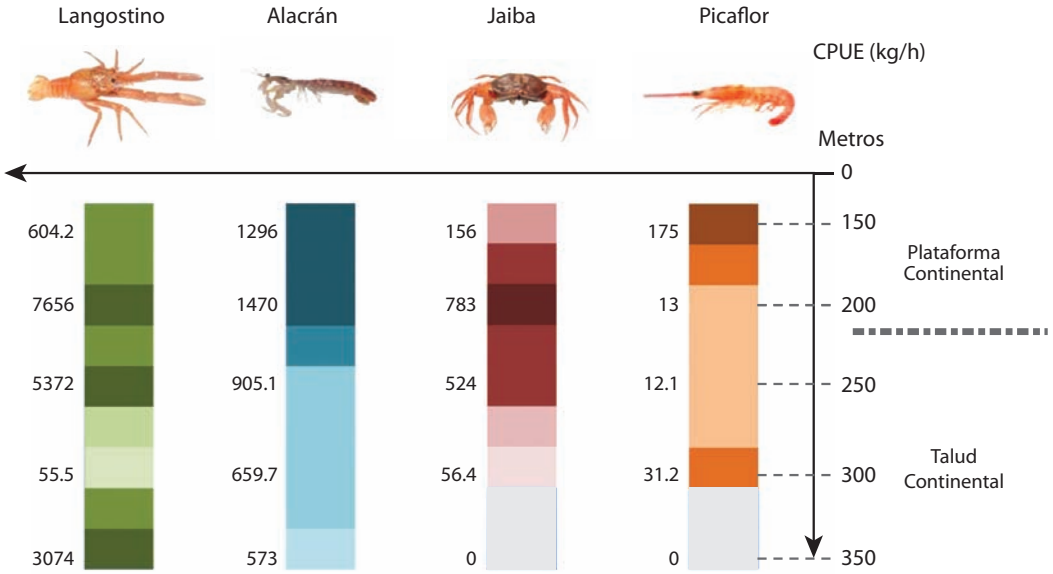 Langostino
Alacrán
Jaiba
Picaflor
CPUE (kg/h)
Metros
0
604.2
1296
156
175
150
Plataforma
Continental
7656
1470
783
13
200
5372
905.1
524
12.1
250
55.5
659.7
56.4
31.2
300
Talud
Continental
3074
573
0
0
350